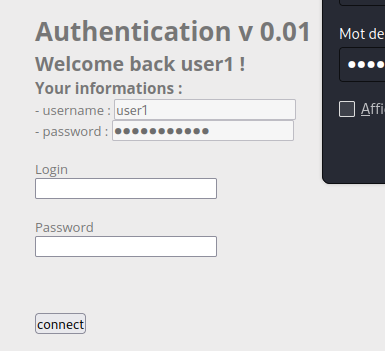 Authentication v 0.01
Welcome back user1 !
Your informations :
- username : user1
- password : ●●●●●●●●●●●
Login
Password
connect
Mot de
●●●●
Affi